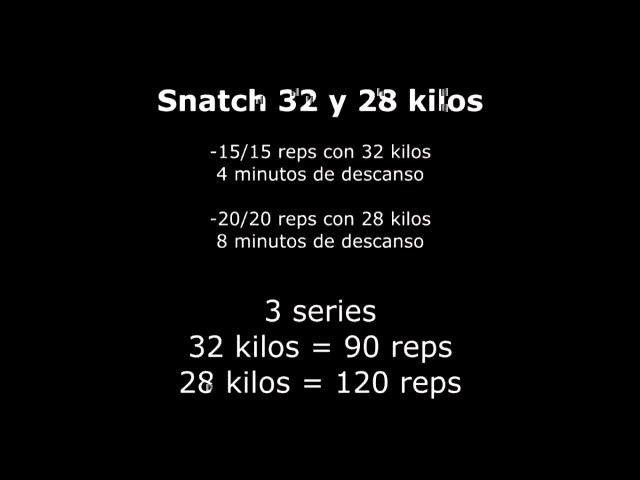 Snatch 32 y 28 kilos
-15/15 reps con 32 kilos
4 minutos de descanso
-20/20 reps con 28 kilos
8 minutos de descanso
3 series
32 kilos = 90 reps
28 kilos = 120 reps